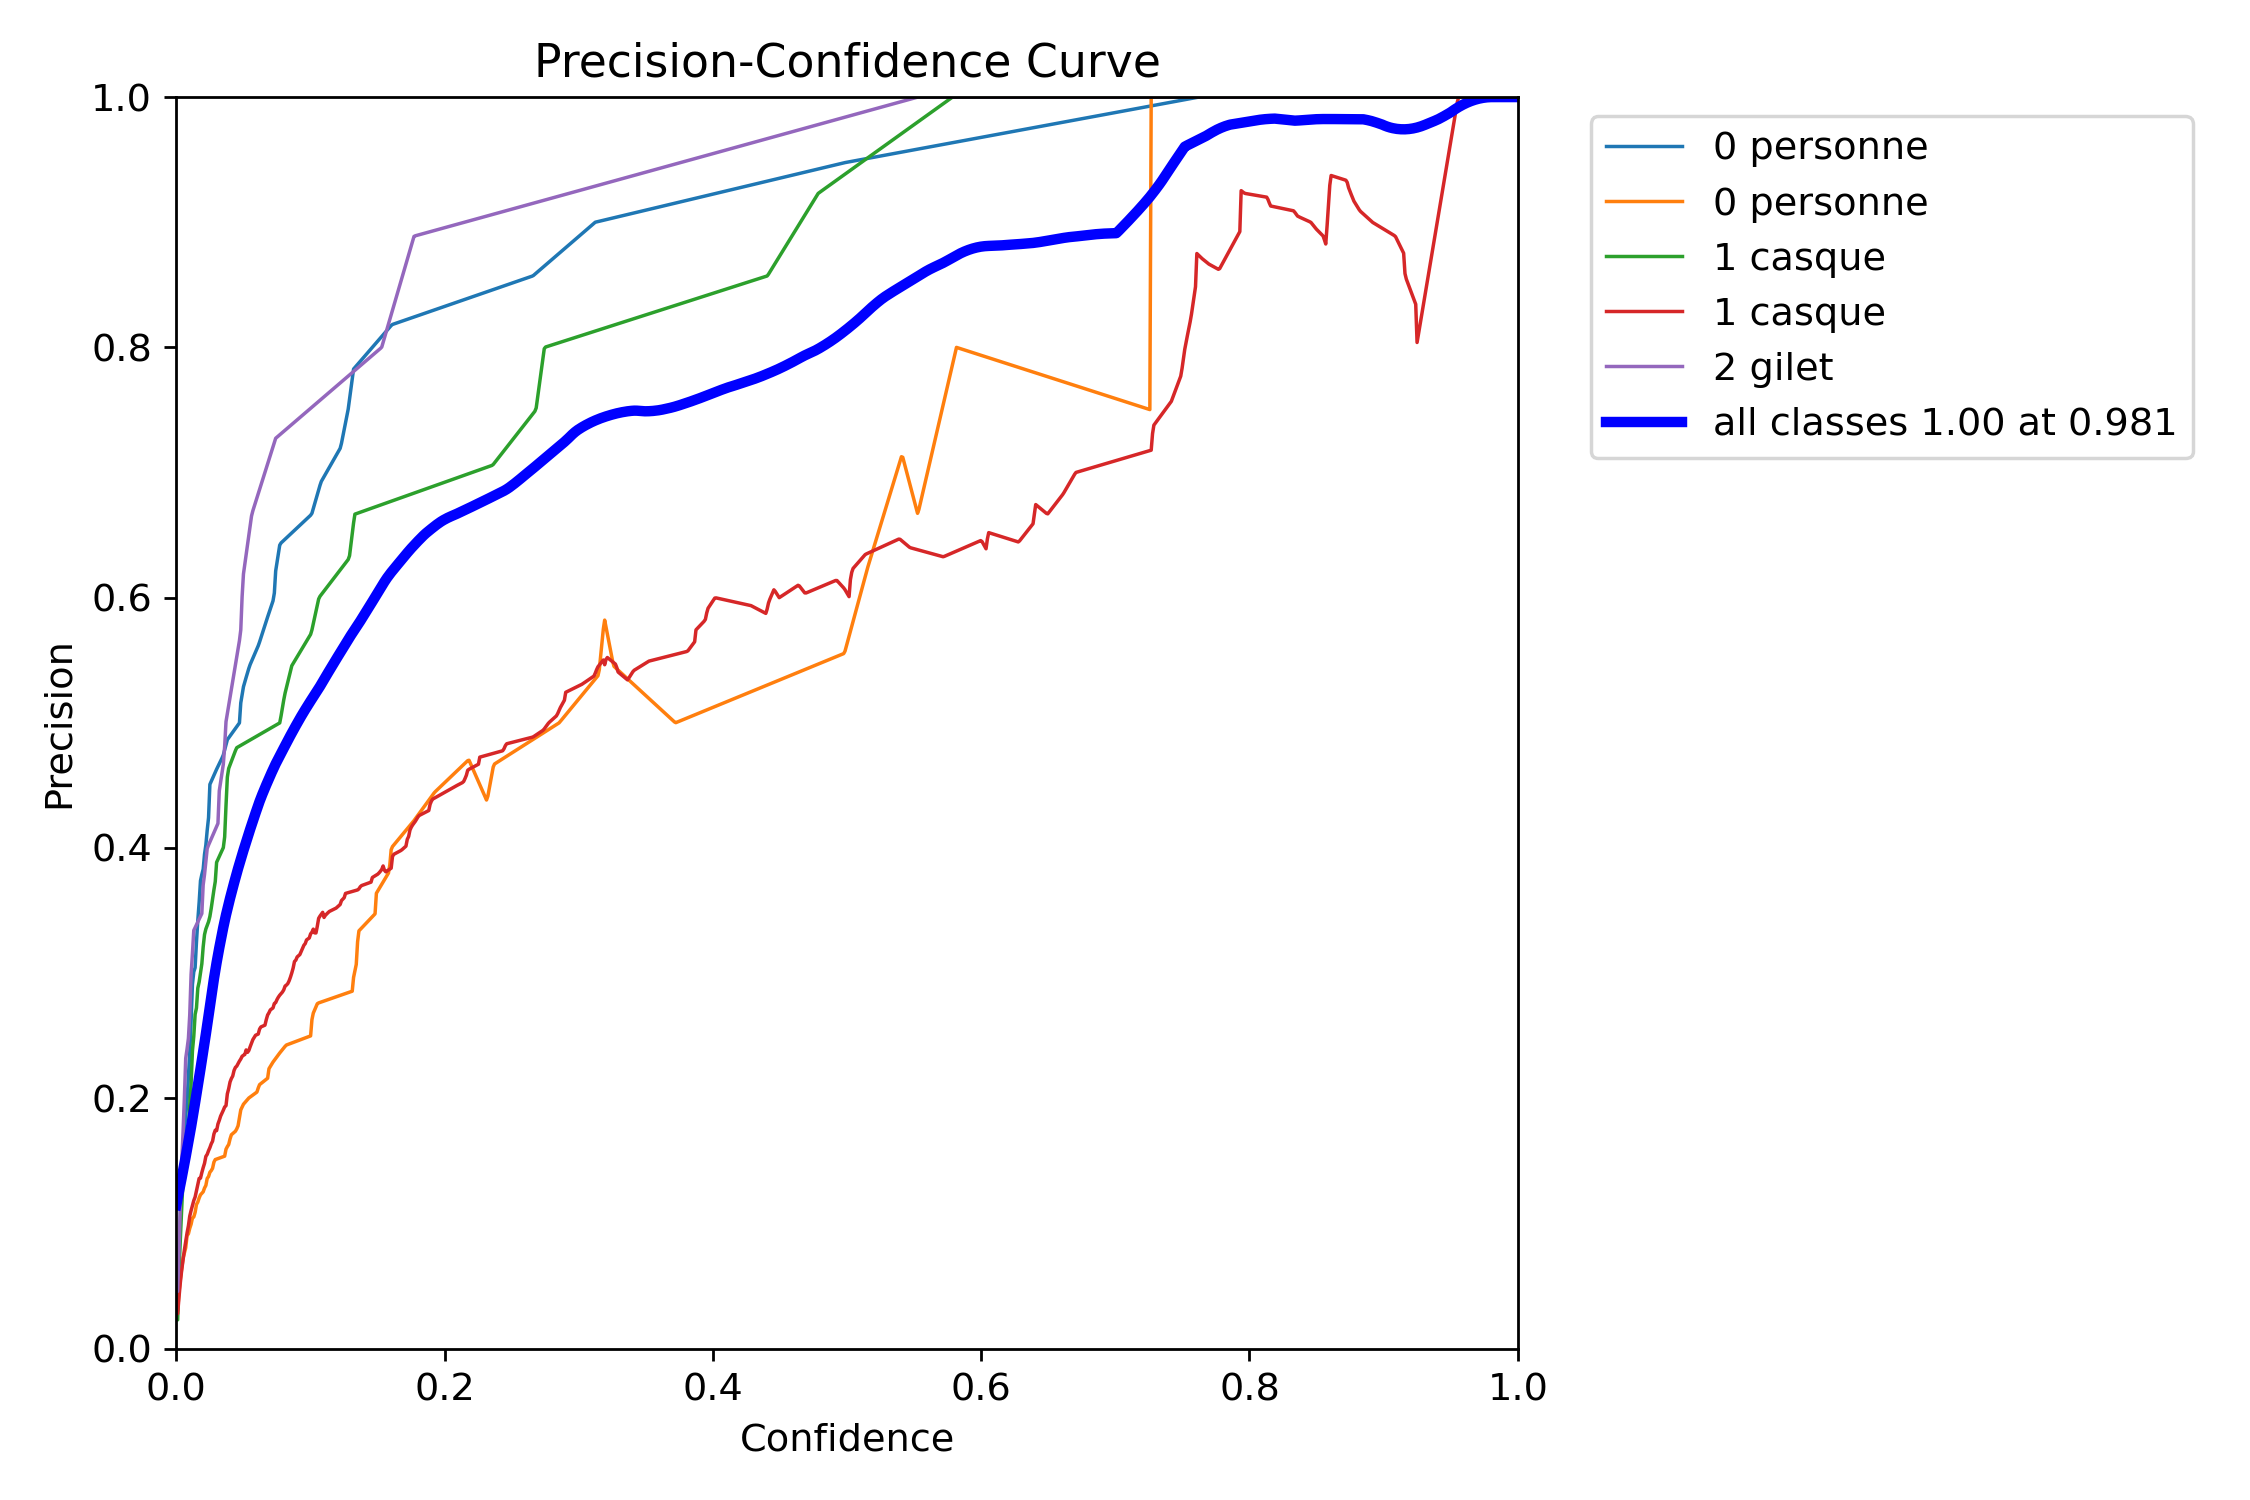 Precision-Confidence Curve
1.0
0.8
0.6
0.4
0.2
0.0
Precision
0.0 0.2 0.4 0.6 0.8 1.0
Confidence
0 personne
0 personne
1 casque
1 casque
2 gilet
all classes 1.00 at 0.981